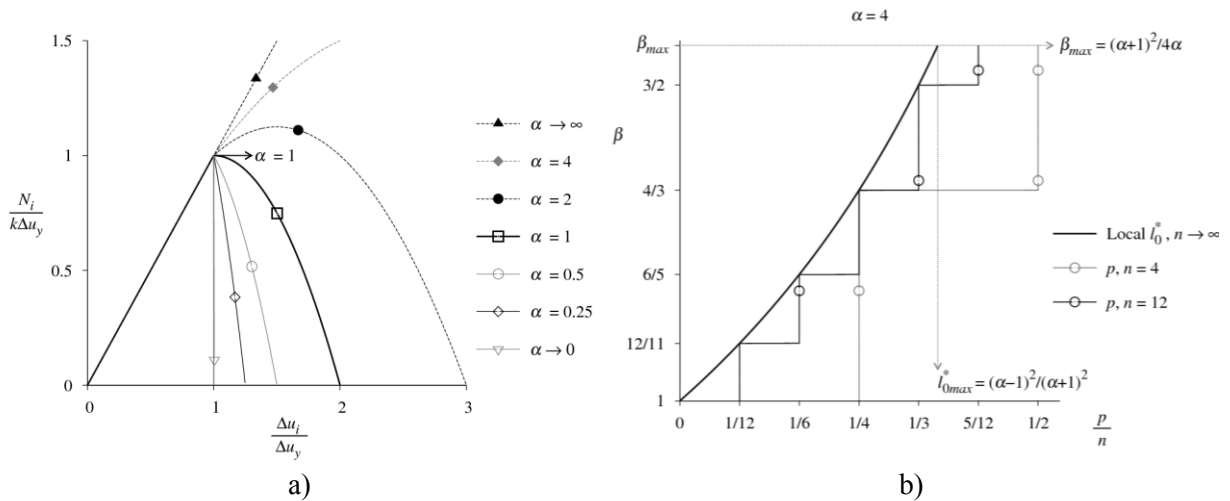 1.5
1
0.5
0
N_i
kΔu_y
α = 1
0
1
2
3
Δu_i
Δu_y
α → ∞
α = 4
α = 2
α = 1
α = 0.5
α = 0.25
α → 0
a)
α = 4
β_max
β_max = (α+1)^2/4α
3/2
β
4/3
6/5
12/11
1
Local l_0^*, n → ∞
p, n = 4
p, n = 12
l_0max^* = (α−1)^2/(α+1)^2
0
1/12
1/6
1/4
1/3
5/12
1/2
p
n
b)